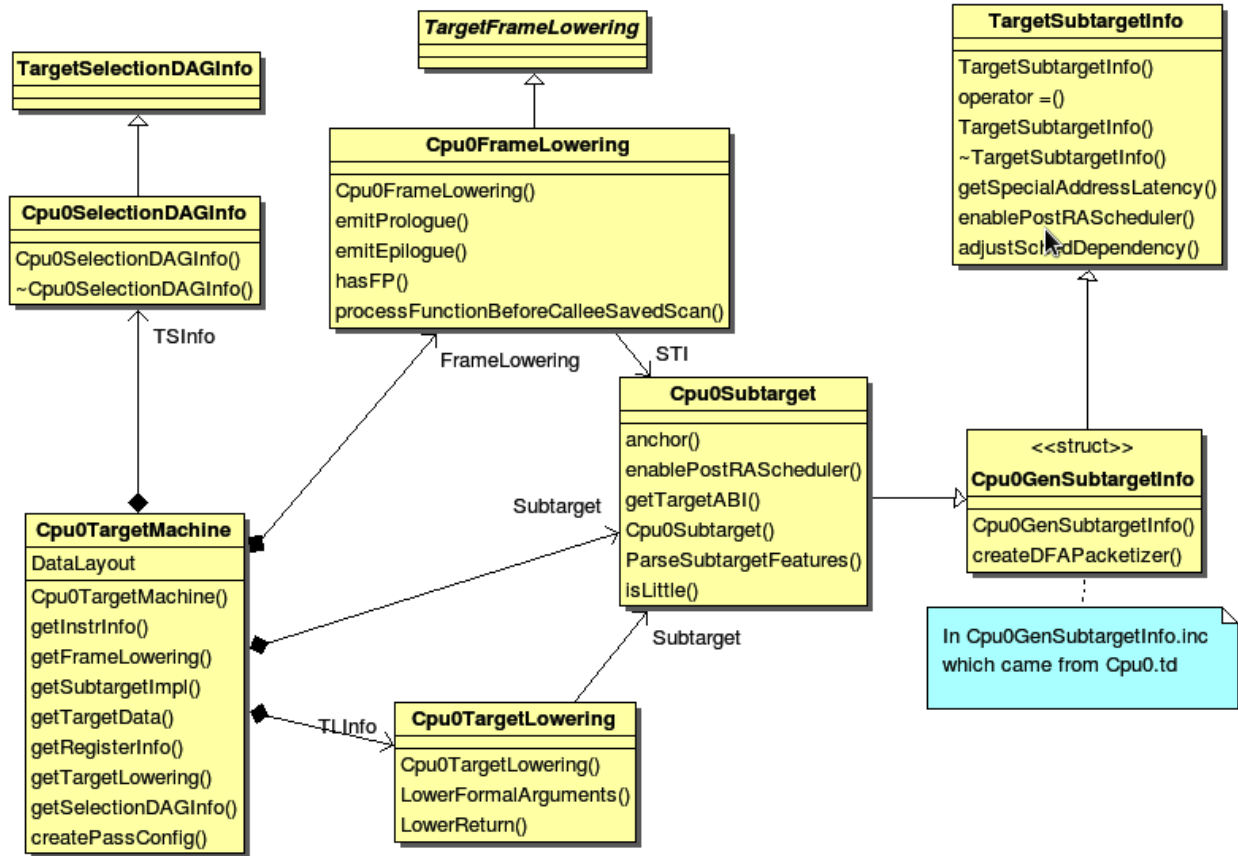 TargetSelectionDAGInfo
Cpu0SelectionDAGInfo
Cpu0SelectionDAGInfo()
~Cpu0SelectionDAGInfo()
TSInfo
TargetFrameLowering
Cpu0FrameLowering
Cpu0FrameLowering()
emitPrologue()
emitEpilogue()
hasFP()
processFunctionBeforeCalleeSavedScan()
FrameLowering
STI
TargetSubtargetInfo
TargetSubtargetInfo()
operator =()
TargetSubtargetInfo()
~TargetSubtargetInfo()
getSpecialAddressLatency()
enablePostRAScheduler()
adjustSchedDependency()
Cpu0Subtarget
anchor()
enablePostRAScheduler()
getTargetABI()
Cpu0Subtarget()
ParseSubtargetFeatures()
isLittle()
Subtarget
Subtarget
<<struct>>
Cpu0GenSubtargetInfo
Cpu0GenSubtargetInfo()
createDFAPacketizer()
In Cpu0GenSubtargetInfo.inc
which came from Cpu0.td
Cpu0TargetMachine
DataLayout
Cpu0TargetMachine()
getInstrInfo()
getFrameLowering()
getSubtargetImpl()
getTargetData()
getRegisterInfo()
getTargetLowering()
getSelectionDAGInfo()
createPassConfig()
TLInfo
Cpu0TargetLowering
Cpu0TargetLowering()
LowerFormalArguments()
LowerReturn()